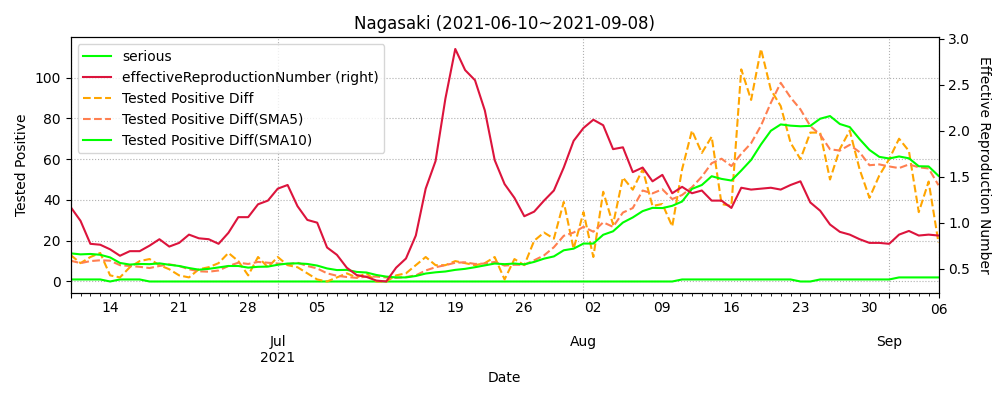 Nagasaki (2021-06-10~2021-09-08)
serious
effectiveReproductionNumber (right)
Tested Positive Diff
Tested Positive Diff(SMA5)
Tested Positive Diff(SMA10)
Tested Positive
100
80
60
40
20
0
3.0
2.5
2.0
1.5
1.0
0.5
Effective Reproduction Number
14 21 28 05 12 19 26 02 09 16 23 30 06
Jul Aug Sep
2021
Date